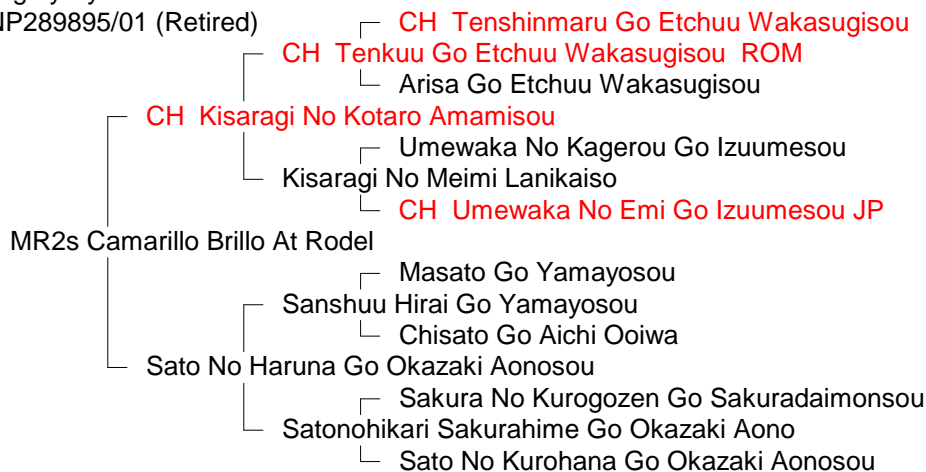 NP289895/01 (Retired)
CH Tenshinmaru Go Etchuu Wakasugisou
CH Tenkuu Go Etchuu Wakasugisou ROM
Arisa Go Etchuu Wakasugisou
CH Kisaragi No Kotaro Amamisou
Umewaka No Kagerou Go Izuumesou
Kisaragi No Meimi Lanikaiso
CH Umewaka No Emi Go Izuumesou JP
MR2s Camarillo Brillo At Rodel
Masato Go Yamayosou
Sanshuu Hirai Go Yamayosou
Chisato Go Aichi Ooiwa
Sato No Haruna Go Okazaki Aonosou
Sakura No Kurogozen Go Sakuradaimonsou
Satonohikari Sakurahime Go Okazaki Aono
Sato No Kurohana Go Okazaki Aonosou